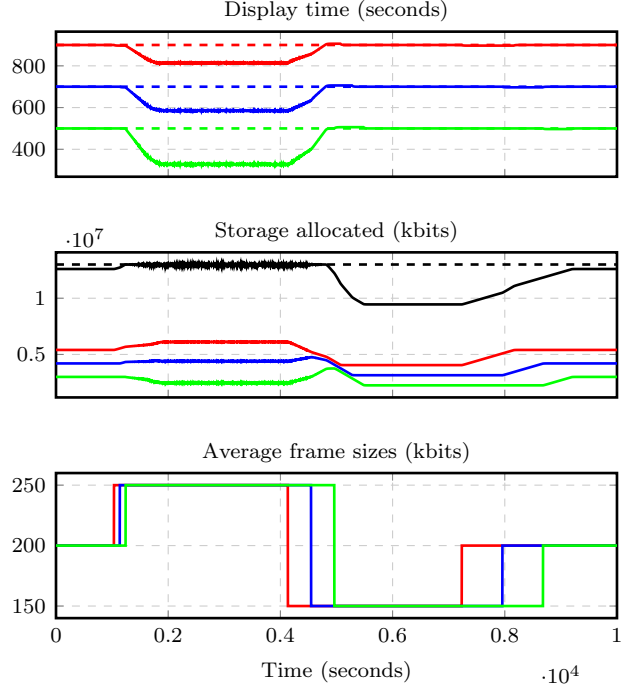 Display time (seconds)
800
600
400
Storage allocated (kbits)
·10^7
1
0.5
Average frame sizes (kbits)
250
200
150
0 0.2 0.4 0.6 0.8 1
Time (seconds)
·10^4